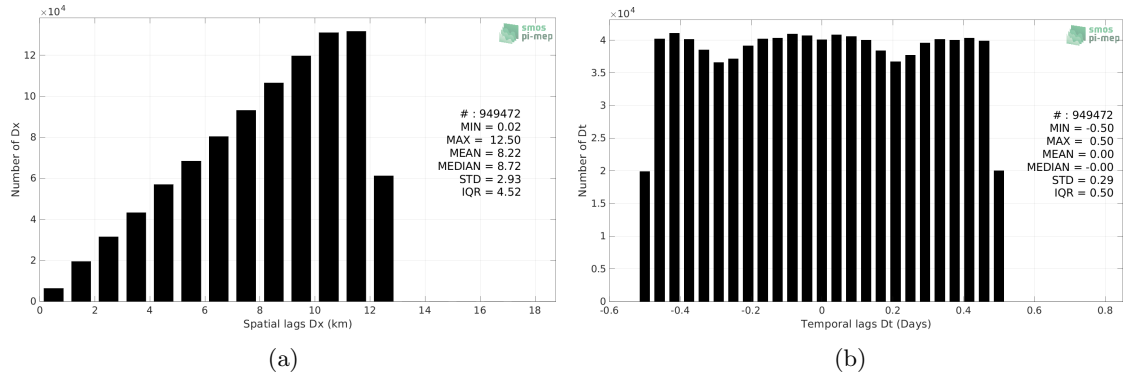 ×10⁴
12
10
8
6
4
2
0
Number of Dx
0 2 4 6 8 10 12 14 16 18
Spatial lags Dx (km)
smos
pi-mep
# : 949472
MIN = 0.02
MAX = 12.50
MEAN = 8.22
MEDIAN = 8.72
STD = 2.93
IQR = 4.52
(a)
×10⁴
4
3.5
3
2.5
2
1.5
1
0.5
0
Number of Dt
-0.6 -0.4 -0.2 0 0.2 0.4 0.6 0.8
Temporal lags Dt (Days)
smos
pi-mep
# : 949472
MIN = -0.50
MAX = 0.50
MEAN = 0.00
MEDIAN = -0.00
STD = 0.29
IQR = 0.50
(b)